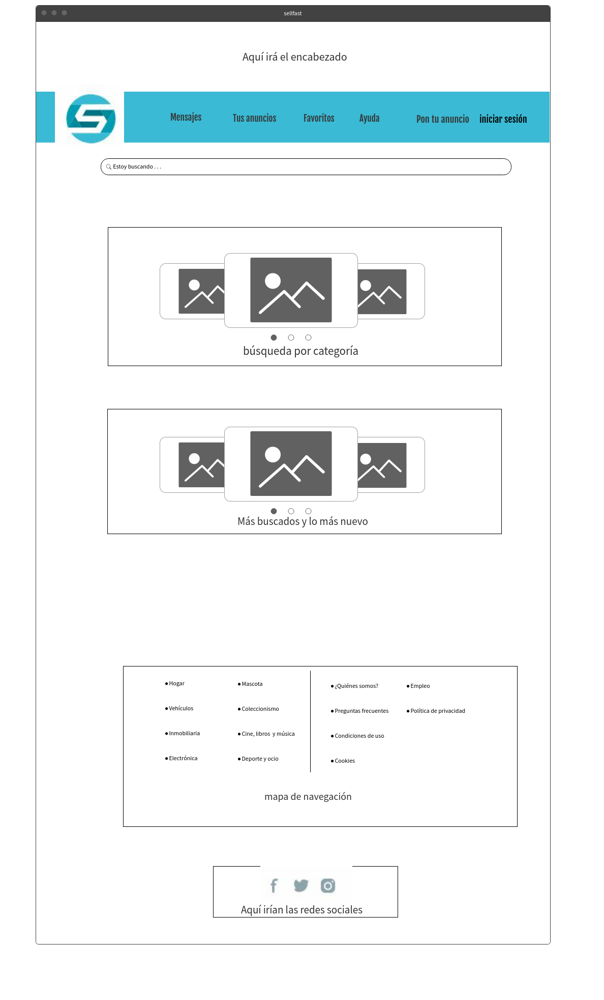 sellfast
Aquí irá el encabezado
Mensajes
Tus anuncios
Favoritos
Ayuda
Pon tu anuncio
iniciar sesión
Estoy buscando . . .
búsqueda por categoría
Más buscados y lo más nuevo
● Hogar
● Vehículos
● Inmobiliaria
● Electrónica
● Mascota
● Coleccionismo
● Cine, libros y música
● Deporte y ocio
● ¿Quiénes somos?
● Preguntas frecuentes
● Condiciones de uso
● Cookies
● Empleo
● Política de privacidad
mapa de navegación
Aquí irían las redes sociales